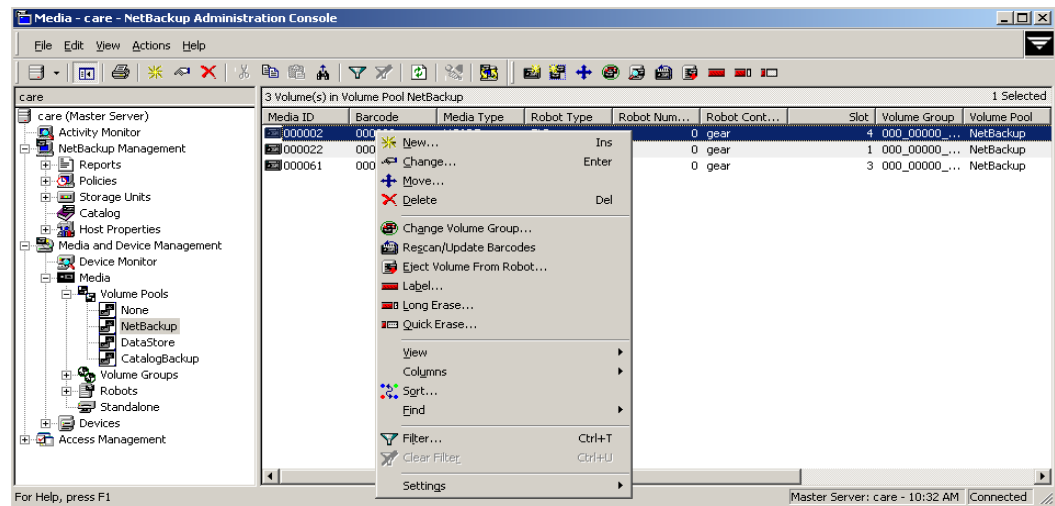 Media - care - NetBackup Administration Console
File Edit View Actions Help
care
3 Volume(s) in Volume Pool NetBackup 1 Selected
care (Master Server)
Activity Monitor
NetBackup Management
Reports
Policies
Storage Units
Catalog
Host Properties
Media and Device Management
Device Monitor
Media
Volume Pools
None
NetBackup
DataStore
CatalogBackup
Volume Groups
Robots
Standalone
Devices
Access Management
Media ID Barcode Media Type Robot Type Robot Num... Robot Cont... Slot Volume Group Volume Pool
000002 0 gear 4 000_00000_... NetBackup
000022 000 0 gear 1 000_00000_... NetBackup
000061 000 0 gear 3 000_00000_... NetBackup
New... Ins
Change... Enter
Move...
Delete Del
Change Volume Group...
Rescan/Update Barcodes
Eject Volume From Robot...
Label...
Long Erase...
Quick Erase...
View
Columns
Sort...
Find
Filter... Ctrl+T
Clear Filter Ctrl+U
Settings
For Help, press F1
Master Server: care - 10:32 AM Connected